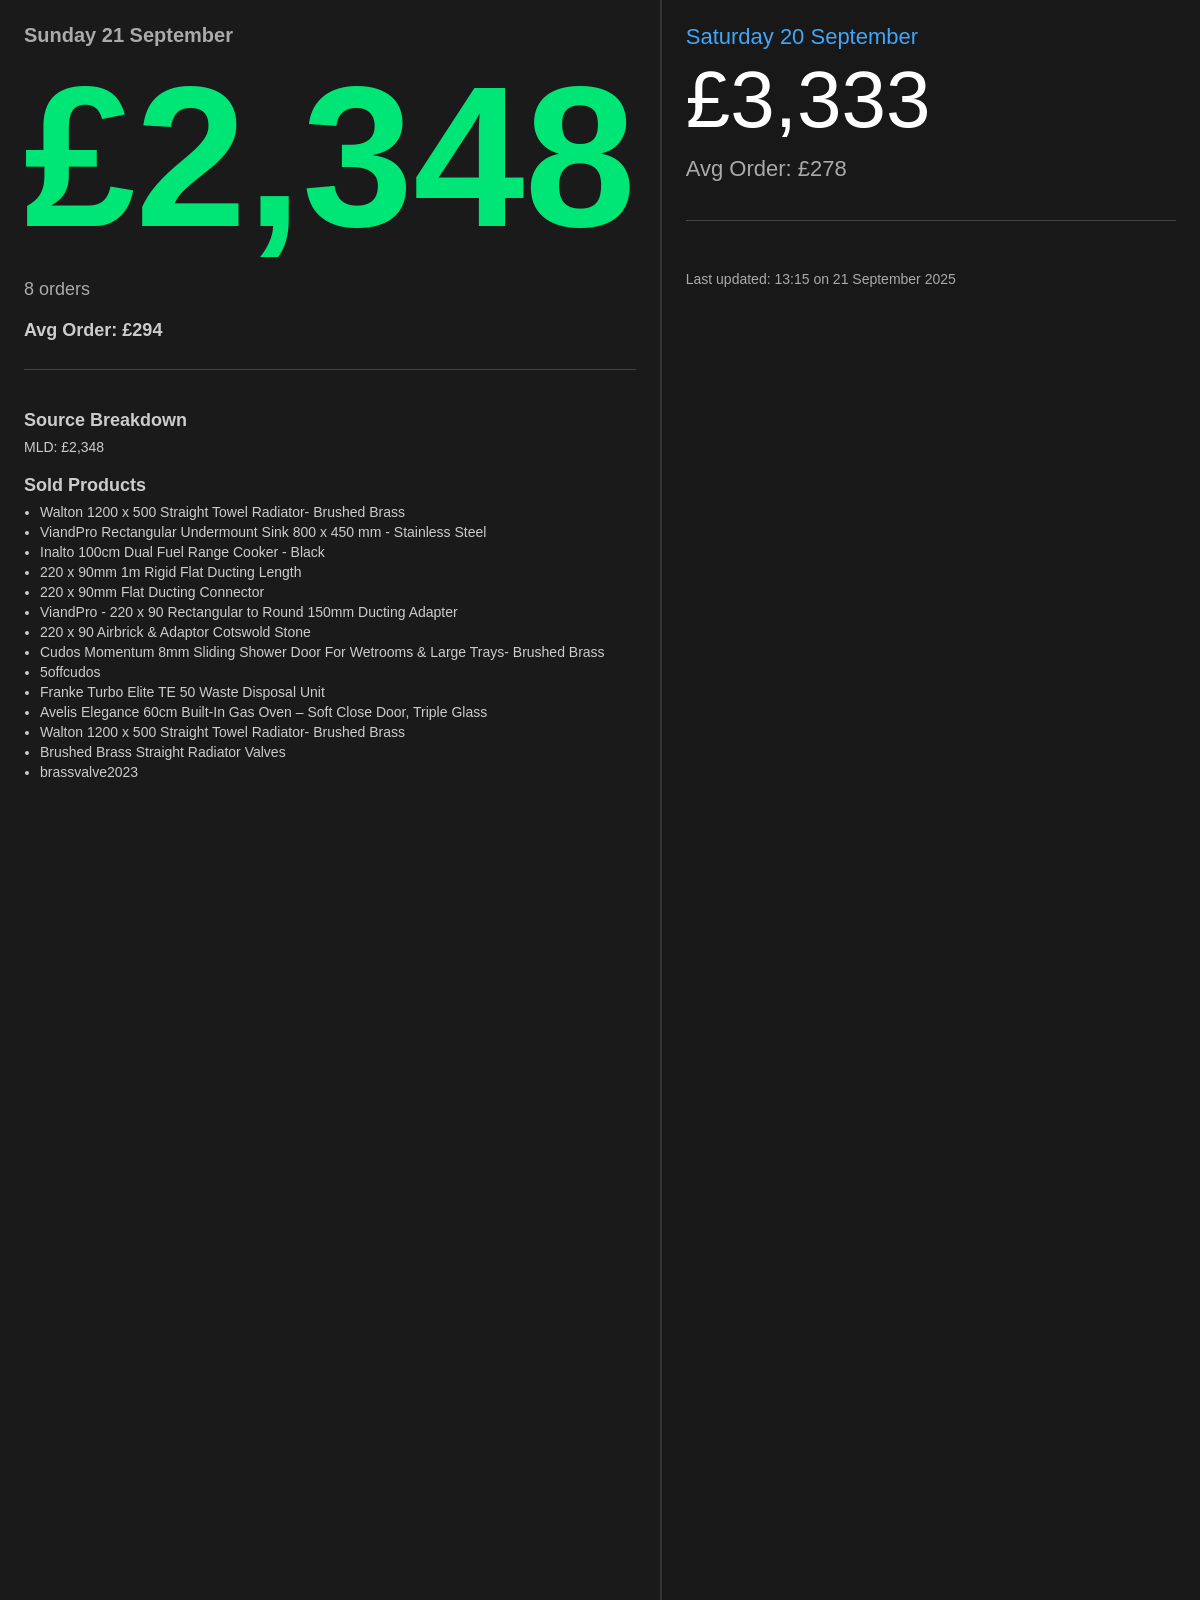 Sunday 21 September
£2,348
8 orders
Avg Order: £294
Source Breakdown
MLD: £2,348
Sold Products
• Walton 1200 x 500 Straight Towel Radiator- Brushed Brass
• ViandPro Rectangular Undermount Sink 800 x 450 mm - Stainless Steel
• Inalto 100cm Dual Fuel Range Cooker - Black
• 220 x 90mm 1m Rigid Flat Ducting Length
• 220 x 90mm Flat Ducting Connector
• ViandPro - 220 x 90 Rectangular to Round 150mm Ducting Adapter
• 220 x 90 Airbrick & Adaptor Cotswold Stone
• Cudos Momentum 8mm Sliding Shower Door For Wetrooms & Large Trays- Brushed Brass
• 5offcudos
• Franke Turbo Elite TE 50 Waste Disposal Unit
• Avelis Elegance 60cm Built-In Gas Oven – Soft Close Door, Triple Glass
• Walton 1200 x 500 Straight Towel Radiator- Brushed Brass
• Brushed Brass Straight Radiator Valves
• brassvalve2023
Saturday 20 September
£3,333
Avg Order: £278
Last updated: 13:15 on 21 September 2025